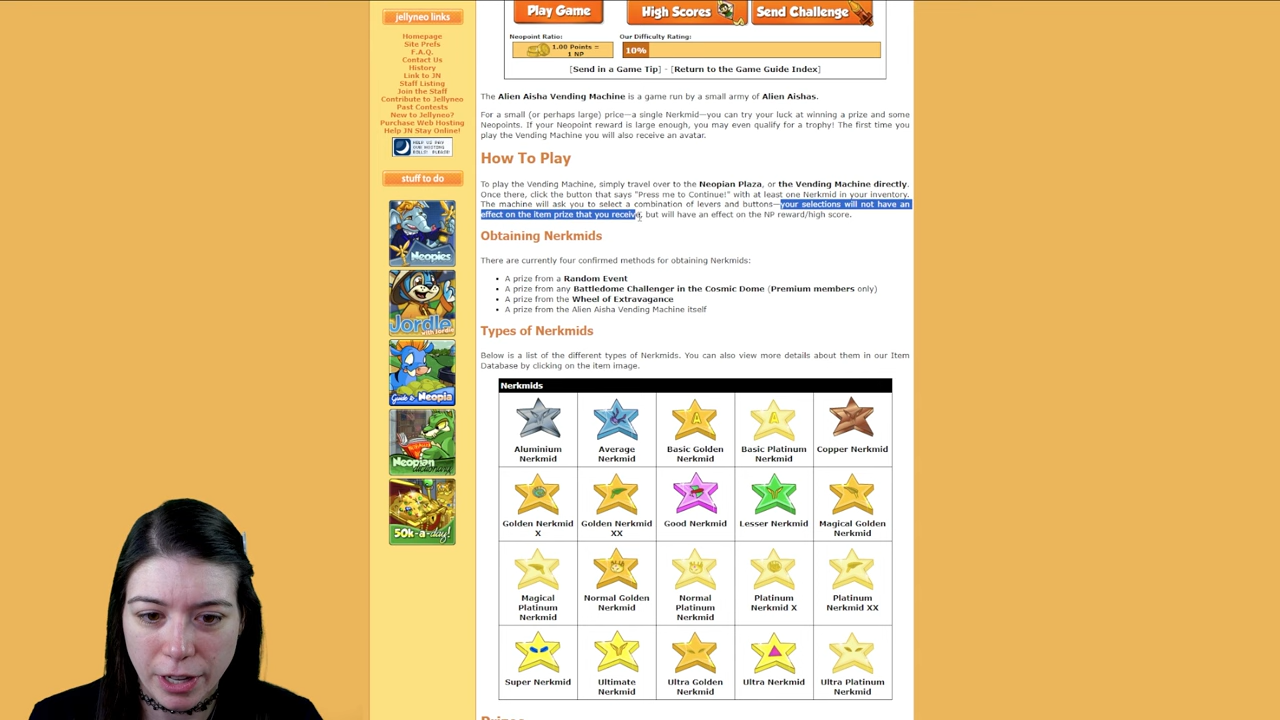 jellyneo links
Homepage
Site Prefs
F.A.Q.
Contact Us
History
Link to JN
Staff Listing
Join the Staff
Contribute to Jellyneo
Past Contests
New to Jellyneo?
Purchase Web Hosting
Help JN Stay Online!
HELP US PAY
OUR HOSTING
BILL! PLEASE!
stuff to do
Neopies
Jordle
with Jordie
Guide to Neopia
Neopian
dictionary
50k-a-day!
Play Game
High Scores
Send Challenge
Neopoint Ratio:
Our Difficulty Rating:
1.00 Points =
1 NP
10%
[Send in a Game Tip] - [Return to the Game Guide Index]
The Alien Aisha Vending Machine is a game run by a small army of Alien Aishas.
For a small (or perhaps large) price—a single Nerkmid—you can try your luck at winning a prize and some
Neopoints. If your Neopoint reward is large enough, you may even qualify for a trophy! The first time you
play the Vending Machine you will also receive an avatar.
How To Play
To play the Vending Machine, simply travel over to the Neopian Plaza, or the Vending Machine directly.
Once there, click the button that says "Press me to Continue!" with at least one Nerkmid in your inventory.
The machine will ask you to select a combination of levers and buttons—your selections will not have an
effect on the item prize that you receive, but will have an effect on the NP reward/high score.
Obtaining Nerkmids
There are currently four confirmed methods for obtaining Nerkmids:
• A prize from a Random Event
• A prize from any Battledome Challenger in the Cosmic Dome (Premium members only)
• A prize from the Wheel of Extravagance
• A prize from the Alien Aisha Vending Machine itself
Types of Nerkmids
Below is a list of the different types of Nerkmids. You can also view more details about them in our Item
Database by clicking on the item image.
Nerkmids
Aluminium
Nerkmid
Average
Nerkmid
Basic Golden
Nerkmid
Basic Platinum
Nerkmid
Copper Nerkmid
Golden Nerkmid
X
Golden Nerkmid
XX
Good Nerkmid
Lesser Nerkmid
Magical Golden
Nerkmid
Magical
Platinum
Nerkmid
Normal Golden
Nerkmid
Normal
Platinum
Nerkmid
Platinum
Nerkmid X
Platinum
Nerkmid XX
Super Nerkmid
Ultimate
Nerkmid
Ultra Golden
Nerkmid
Ultra Nerkmid
Ultra Platinum
Nerkmid
Prizes